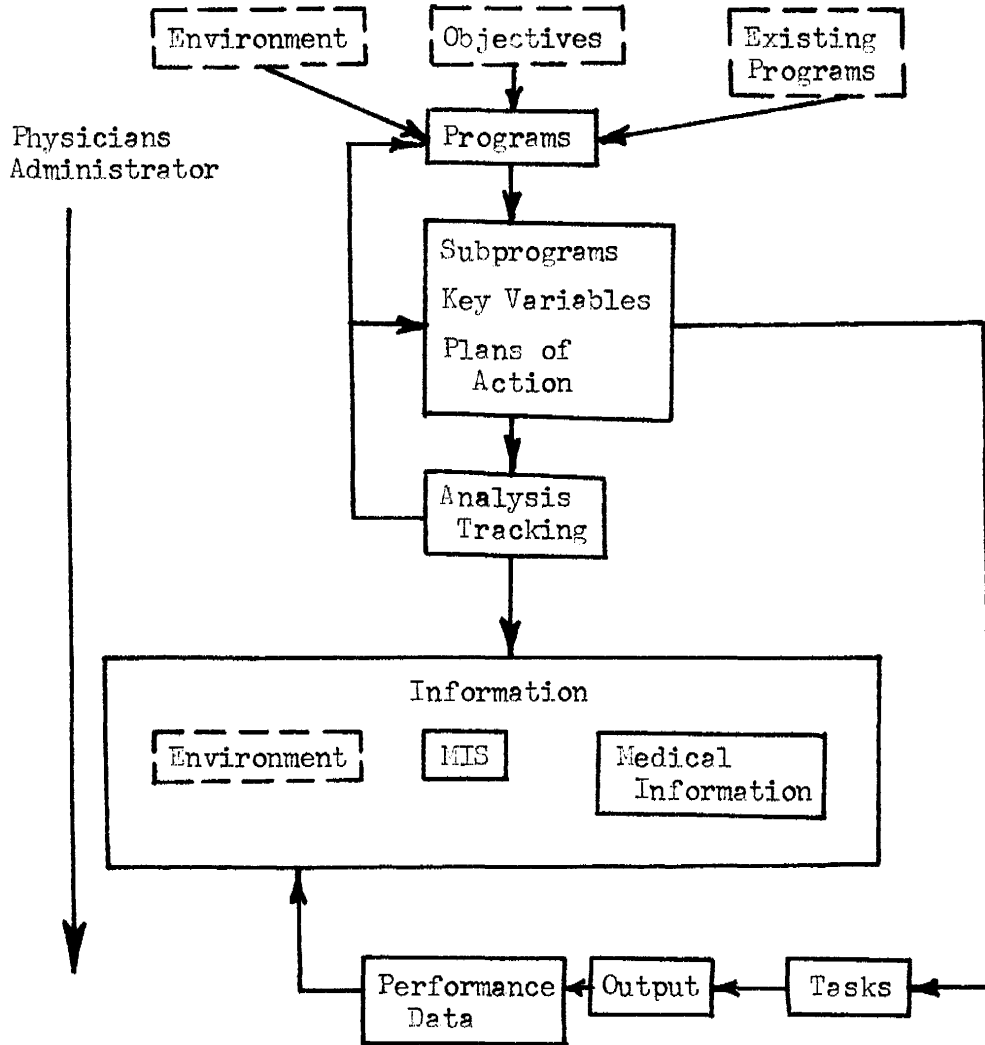 Environment
Objectives
Existing
Programs
Physicians
Administrator
Programs
Subprograms
Key Variables
Plans of
Action
Analysis
Tracking
Information
Environment
MIS
Medical
Information
Performance
Data
Output
Tasks